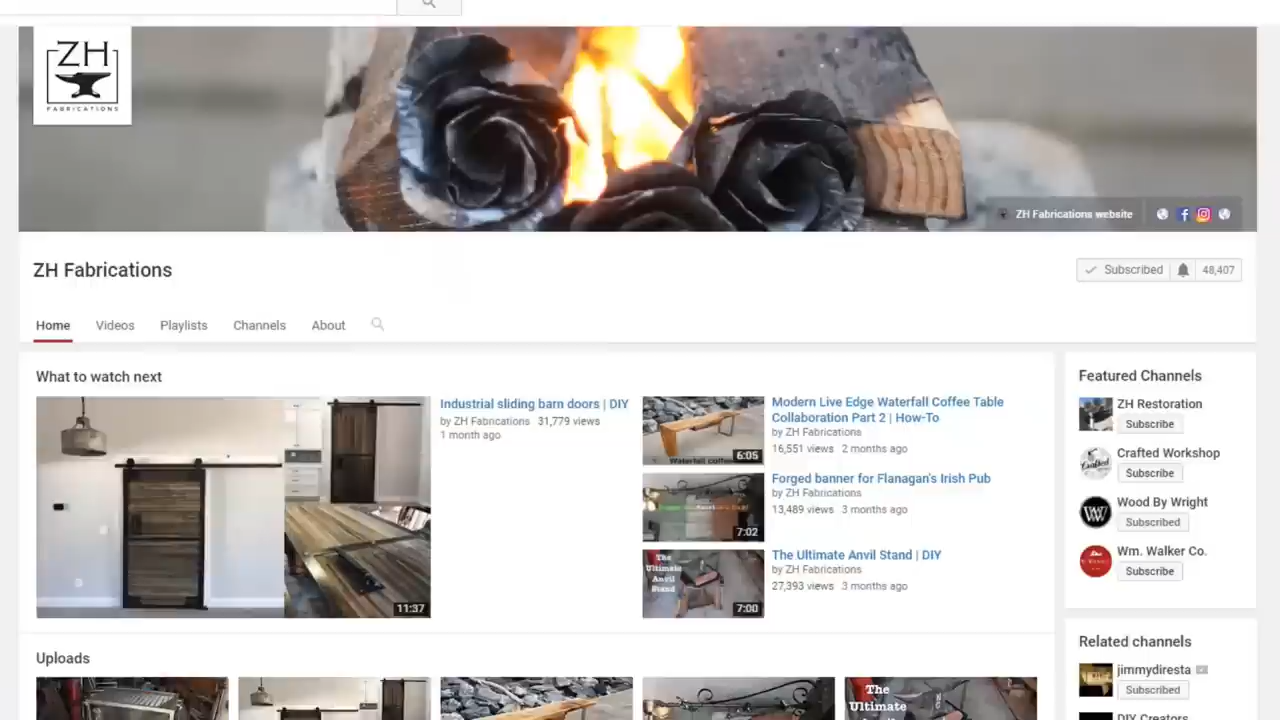 ZH
FABRICATIONS
ZH Fabrications website
ZH Fabrications
Subscribed
48,407
Home
Videos
Playlists
Channels
About
What to watch next
11:37
Industrial sliding barn doors | DIY
by ZH Fabrications 31,779 views
1 month ago
Waterfall coffee
6:05
Modern Live Edge Waterfall Coffee Table
Collaboration Part 2 | How-To
by ZH Fabrications
16,551 views 2 months ago
7:02
Forged banner for Flanagan's Irish Pub
by ZH Fabrications
13,489 views 3 months ago
The
Ultimate
Anvil
Stand
7:00
The Ultimate Anvil Stand | DIY
by ZH Fabrications
27,393 views 3 months ago
Featured Channels
ZH Restoration
Subscribe
Crafted
Crafted Workshop
Subscribe
W
Wood By Wright
Subscribed
Wm. Walker Co.
Subscribe
Uploads
The
Ultimate
Related channels
jimmydiresta
Subscribed
DIY Creators